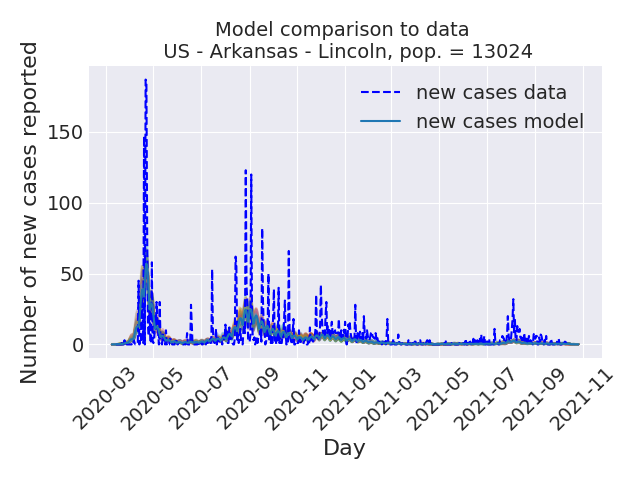 Model comparison to data
US - Arkansas - Lincoln, pop. = 13024
Number of new cases reported
new cases data
new cases model
150
100
50
0
2020-03
2020-05
2020-07
2020-09
2020-11
2021-01
2021-03
2021-05
2021-07
2021-09
2021-11
Day